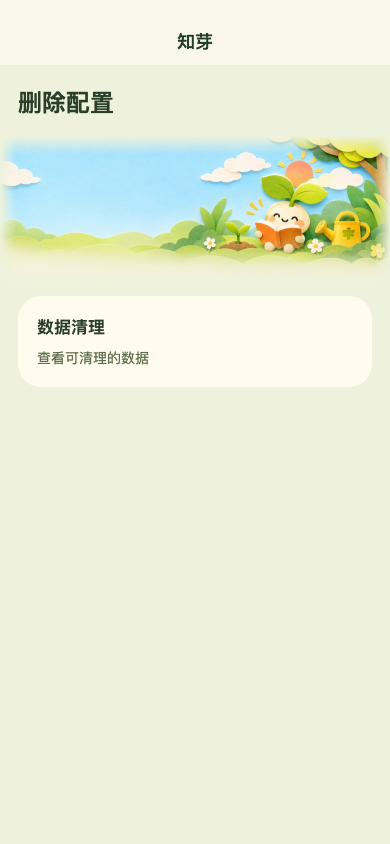 知芽
删除配置
数据清理
查看可清理的数据